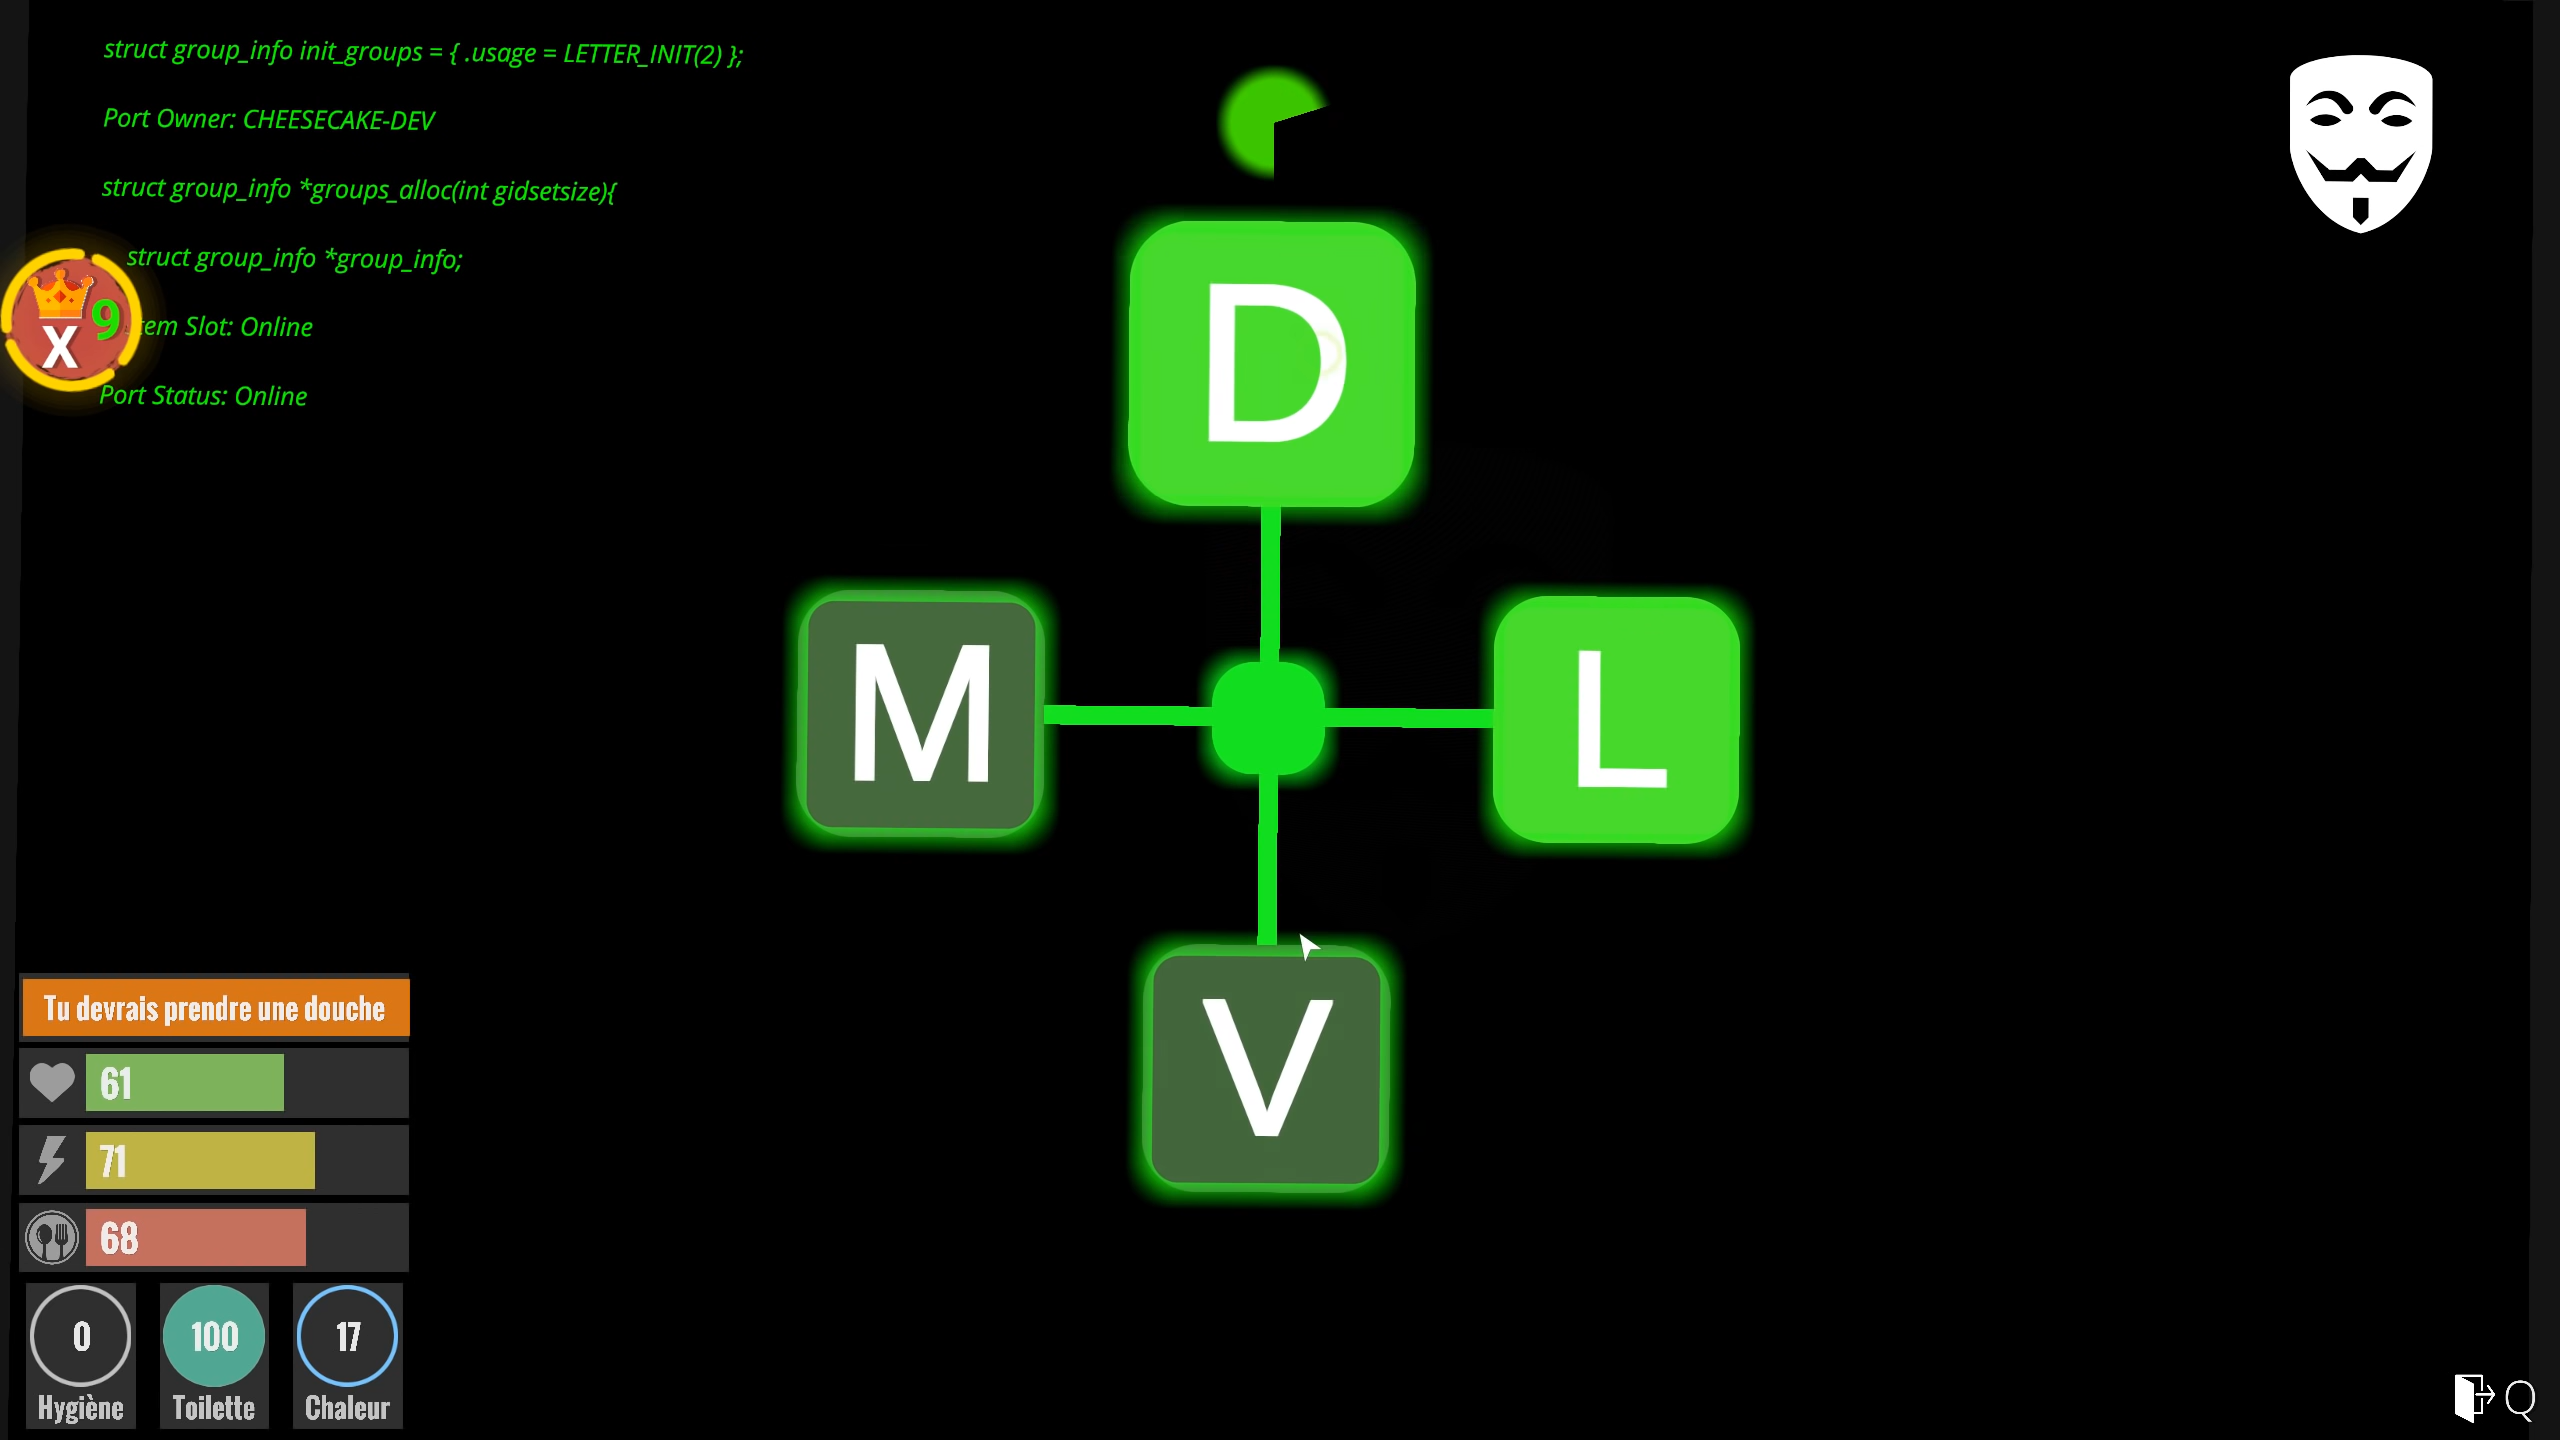 struct group_info init_groups = { .usage = LETTER_INIT(2) };
Port Owner: CHEESECAKE-DEV
struct group_info *groups_alloc(int gidsetsize){
struct group_info *group_info;
Slot: Online
Port Status: Online
X 9
D
M
L
V
Tu devrais prendre une douche
61
71
68
0
100
17
Hygiène
Toilette
Chaleur
Q